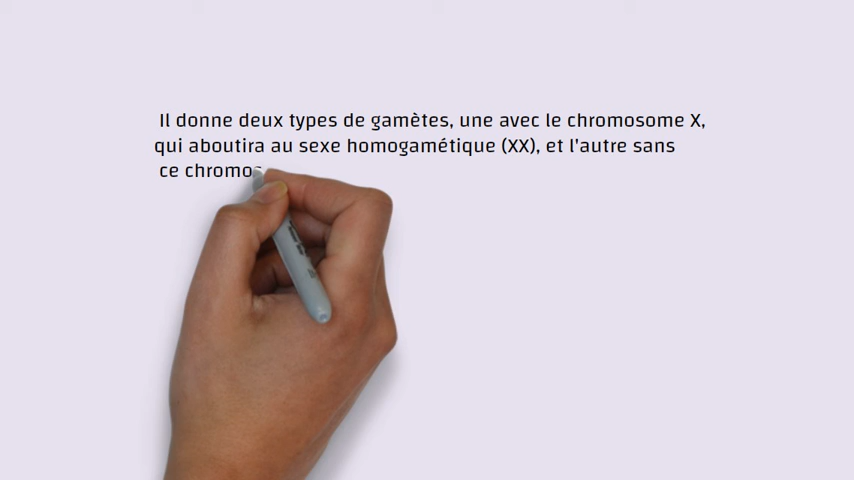 Il donne deux types de gamètes, une avec le chromosome X,
qui aboutira au sexe homogamétique (XX), et l'autre sans
ce